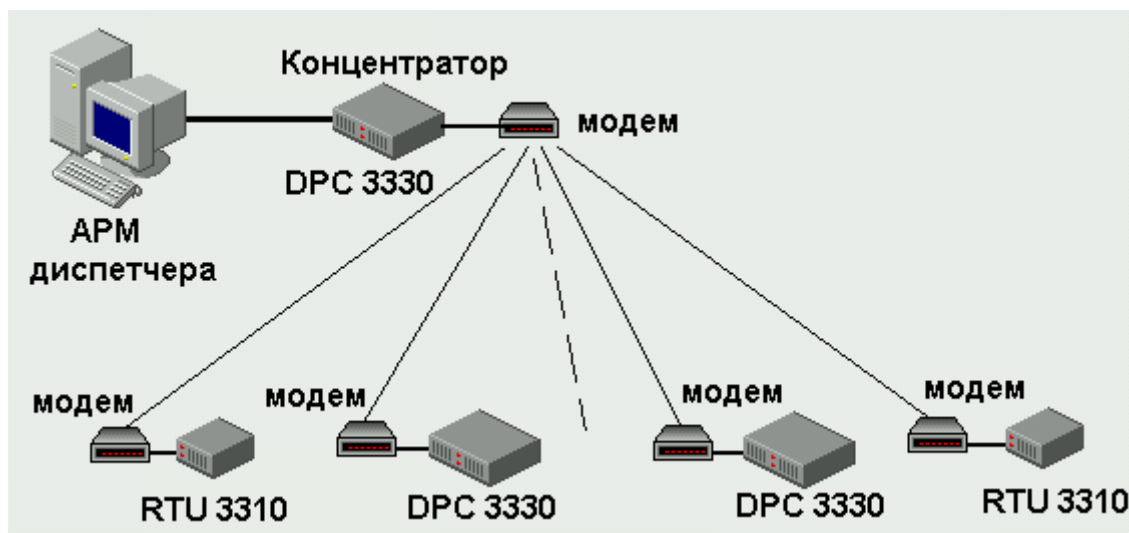 Концентратор
модем
DPC 3330
АРМ
диспетчера
модем
модем
модем
модем
RTU 3310
DPC 3330
DPC 3330
RTU 3310